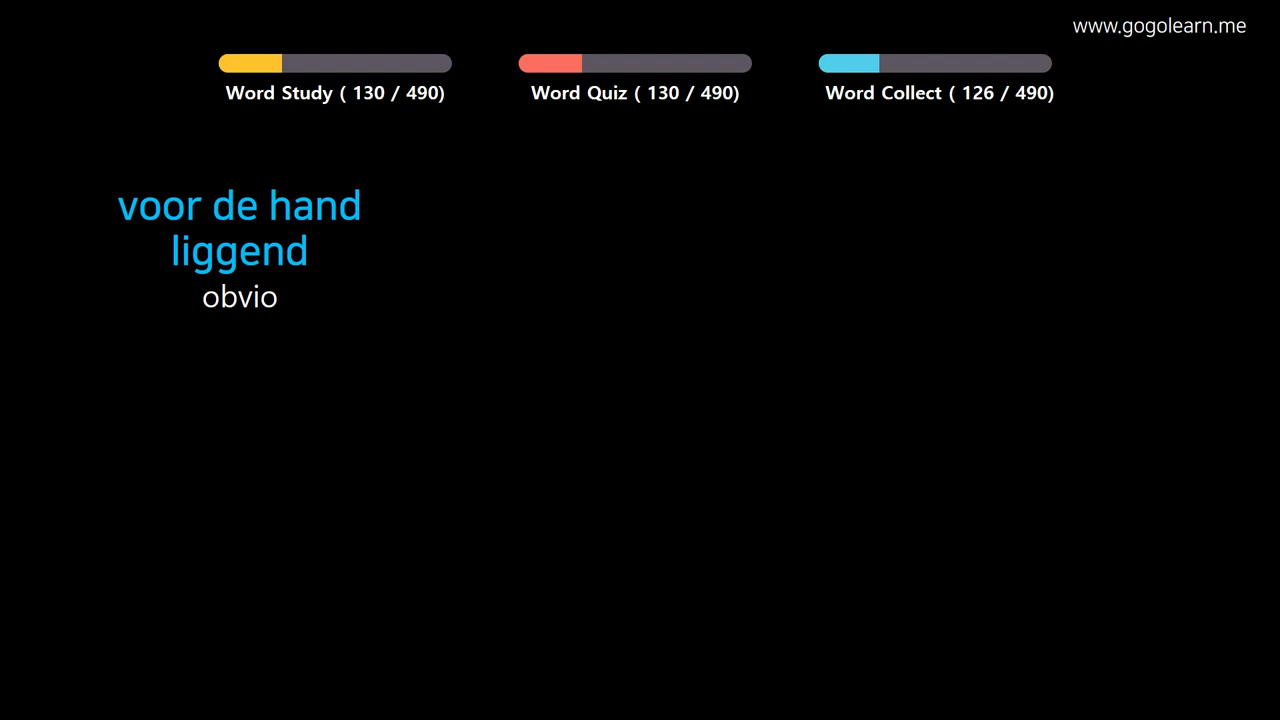 www.gogolearn.me
Word Study ( 130 / 490)
Word Quiz ( 130 / 490)
Word Collect ( 126 / 490)
voor de hand
liggend
obvio